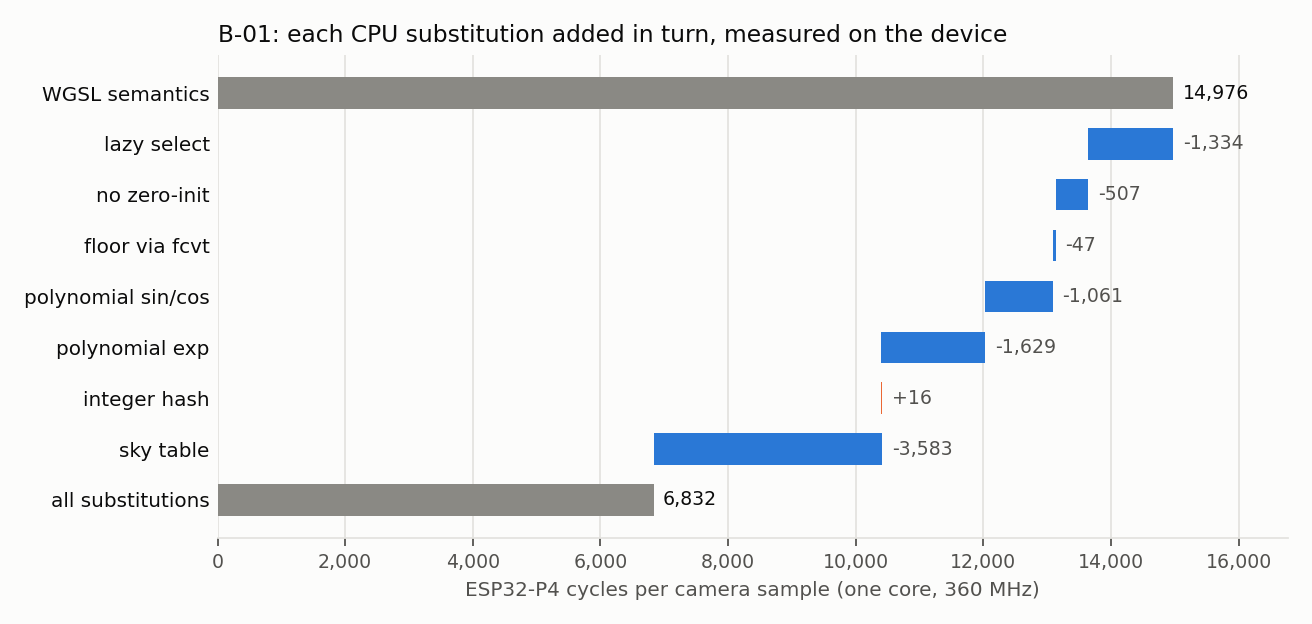 B-01: each CPU substitution added in turn, measured on the device
WGSL semantics 14,976
lazy select -1,334
no zero-init -507
floor via fcvt -47
polynomial sin/cos -1,061
polynomial exp -1,629
integer hash +16
sky table -3,583
all substitutions 6,832
0 2,000 4,000 6,000 8,000 10,000 12,000 14,000 16,000
ESP32-P4 cycles per camera sample (one core, 360 MHz)